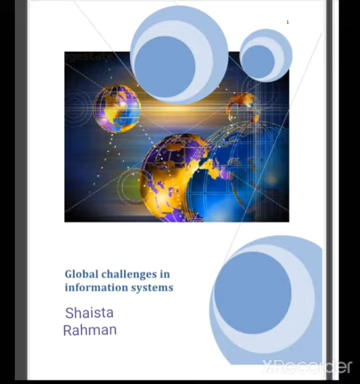 1
Global challenges in
information systems
Shaista
Rahman
XRecorder